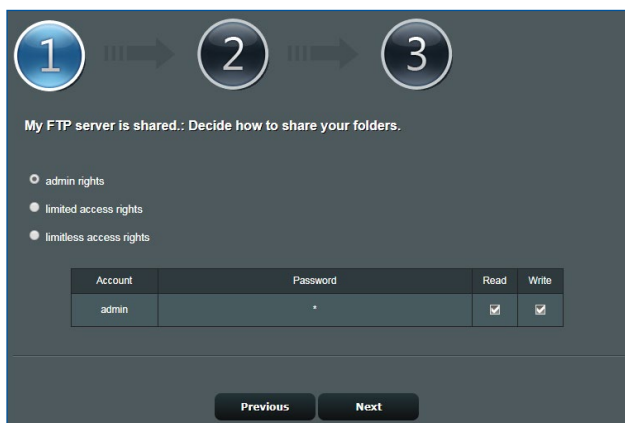 1 2 3
My FTP server is shared.: Decide how to share your folders.
admin rights
limited access rights
limitless access rights
Account Password Read Write
admin *
Previous Next